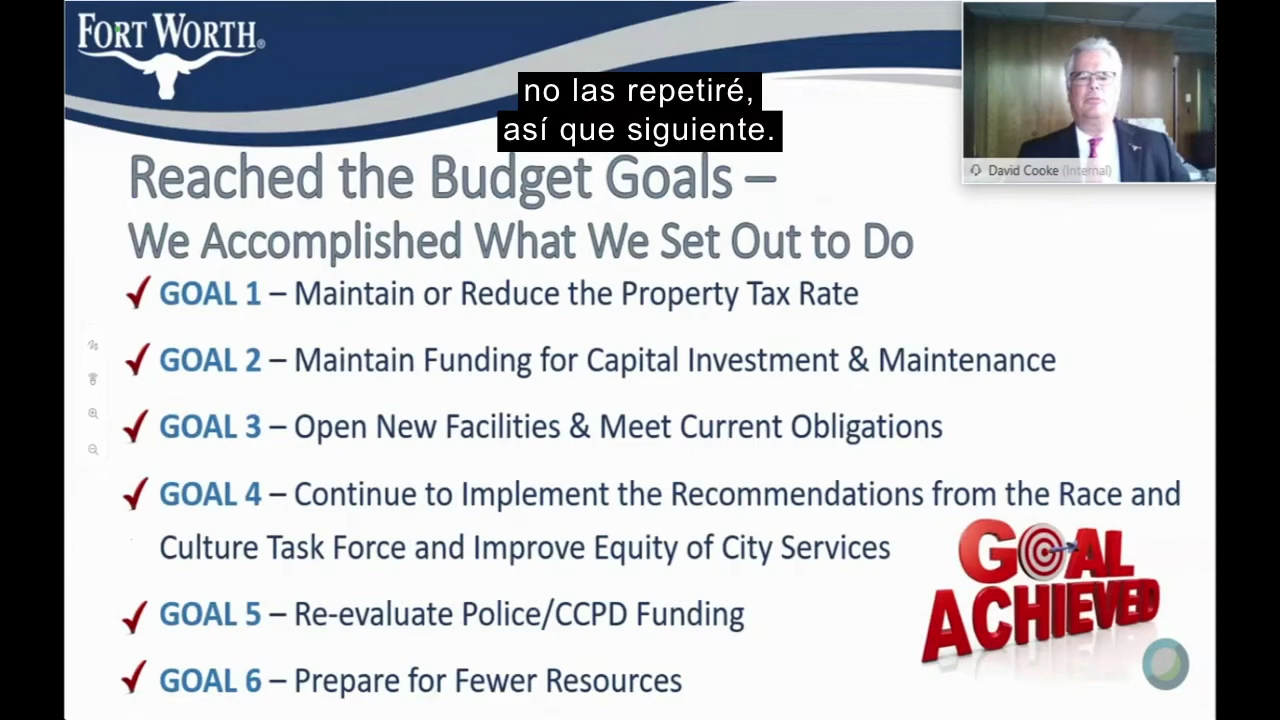 FORT WORTH®
no las repetiré,
así que siguiente.
David Cooke (Internal)
Reached the Budget Goals –
We Accomplished What We Set Out to Do
GOAL 1 – Maintain or Reduce the Property Tax Rate
GOAL 2 – Maintain Funding for Capital Investment & Maintenance
GOAL 3 – Open New Facilities & Meet Current Obligations
GOAL 4 – Continue to Implement the Recommendations from the Race and
Culture Task Force and Improve Equity of City Services
GOAL 5 – Re-evaluate Police/CCPD Funding
GOAL 6 – Prepare for Fewer Resources
GOAL
ACHIEVED